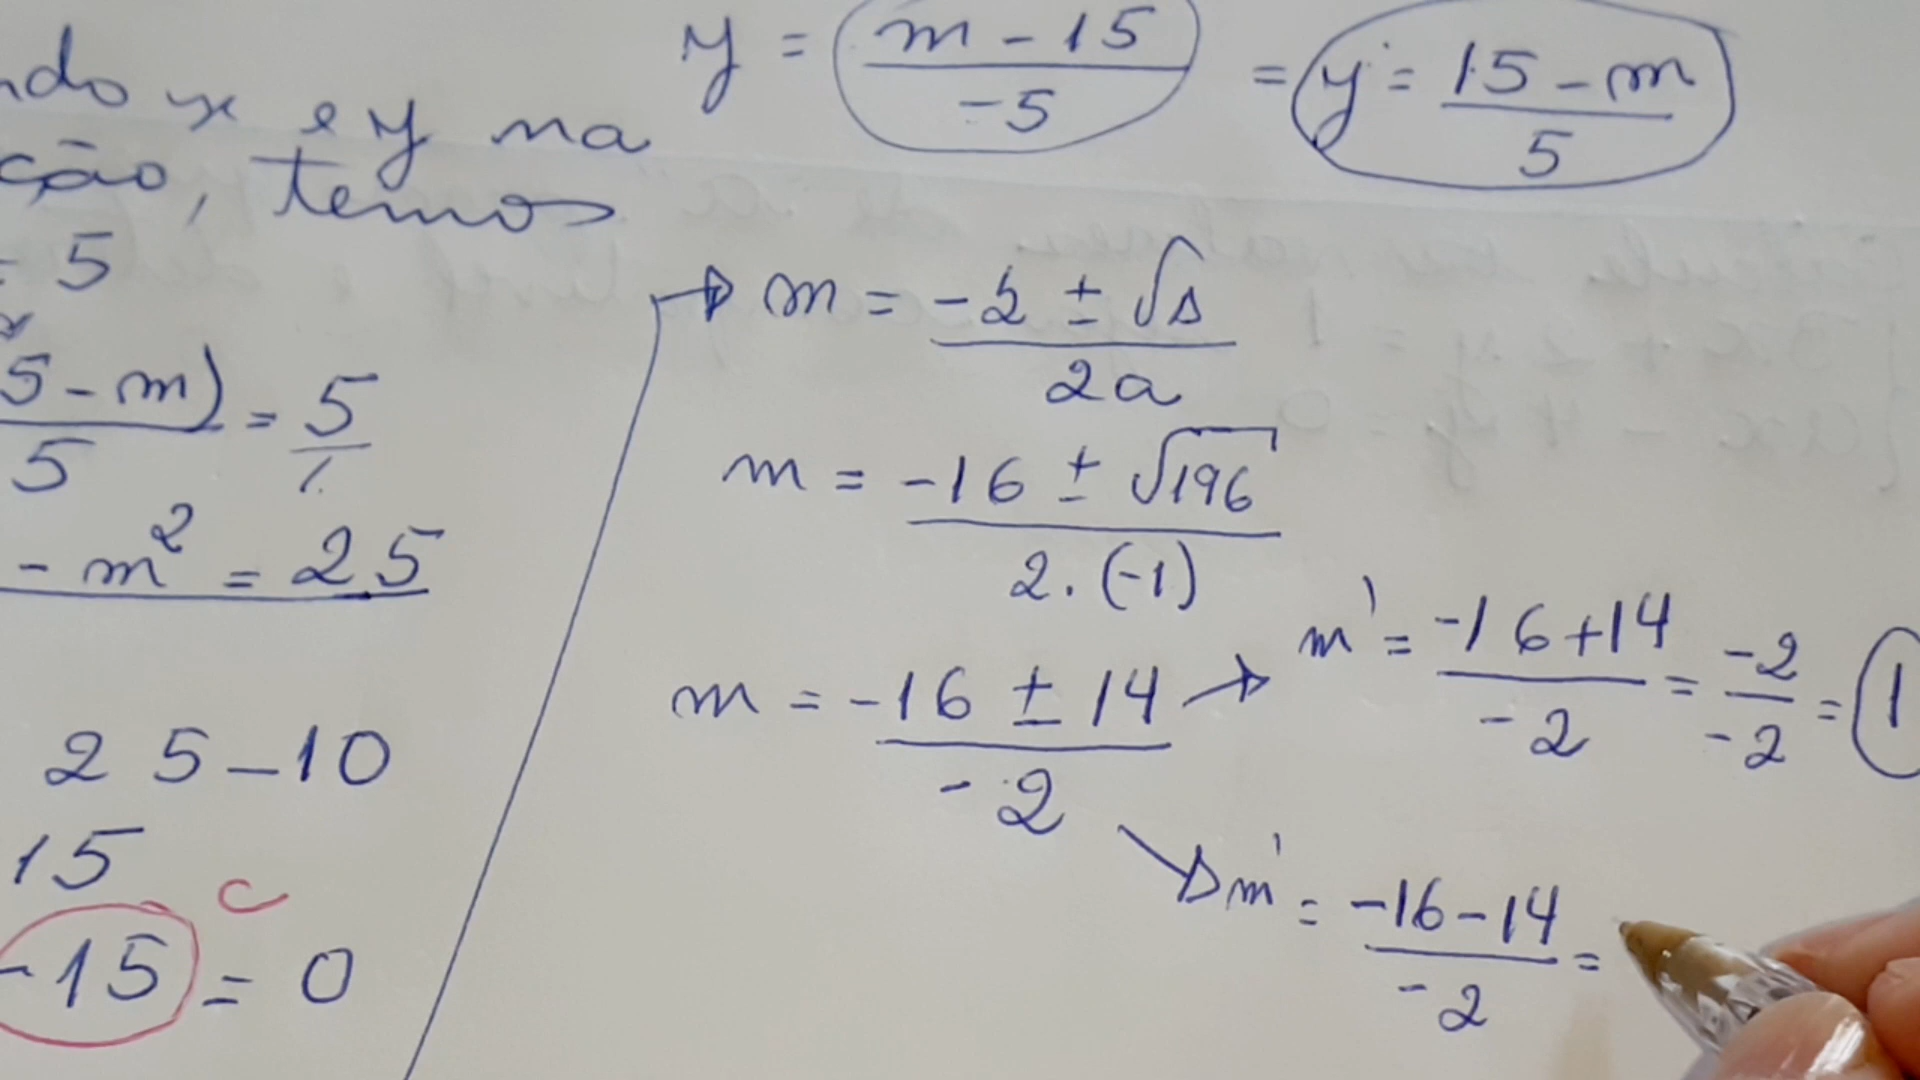 y = m - 15 / -5 = y = 15 - m / 5
ndo x e y na
ção, temos
= 5
5 - m) / 5 = 5 / 1
- m² = 25
25 - 10
15
c
-15 = 0
m = -b ± √Δ / 2a
m = -16 ± √196 / 2.(-1)
m = -16 ± 14 / -2
m' = -16+14 / -2 = -2 / -2 = 1
m' = -16-14 / -2 =